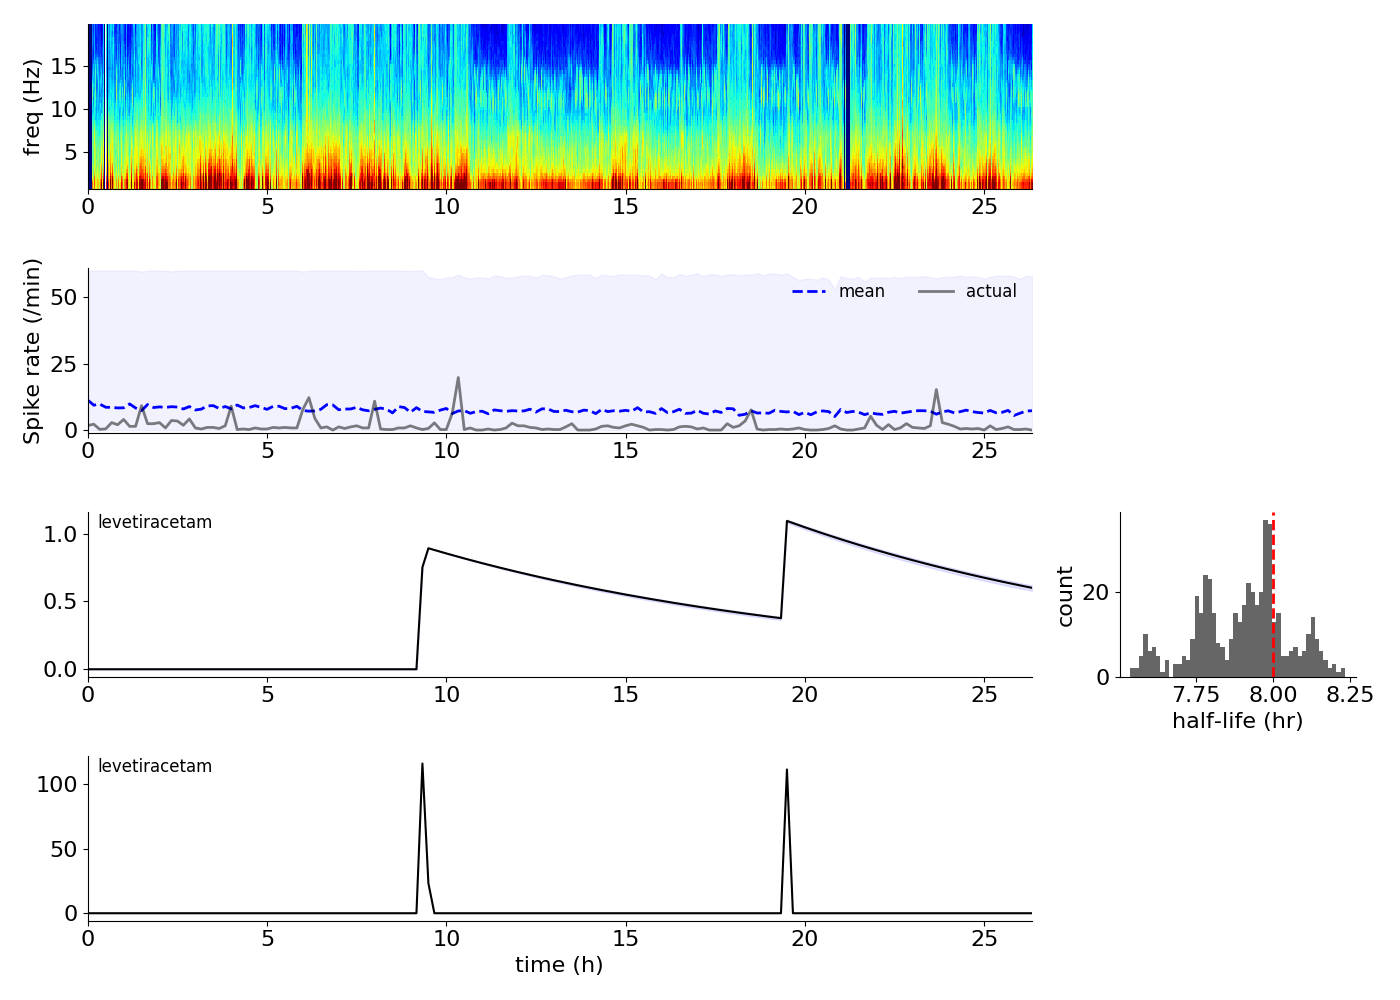 freq (Hz)
15
10
5
0 5 10 15 20 25
Spike rate (/min)
50
25
0
mean actual
0 5 10 15 20 25
levetiracetam
1.0
0.5
0.0
0 5 10 15 20 25
count
20
0
7.75 8.00 8.25
half-life (hr)
levetiracetam
100
50
0
0 5 10 15 20 25
time (h)